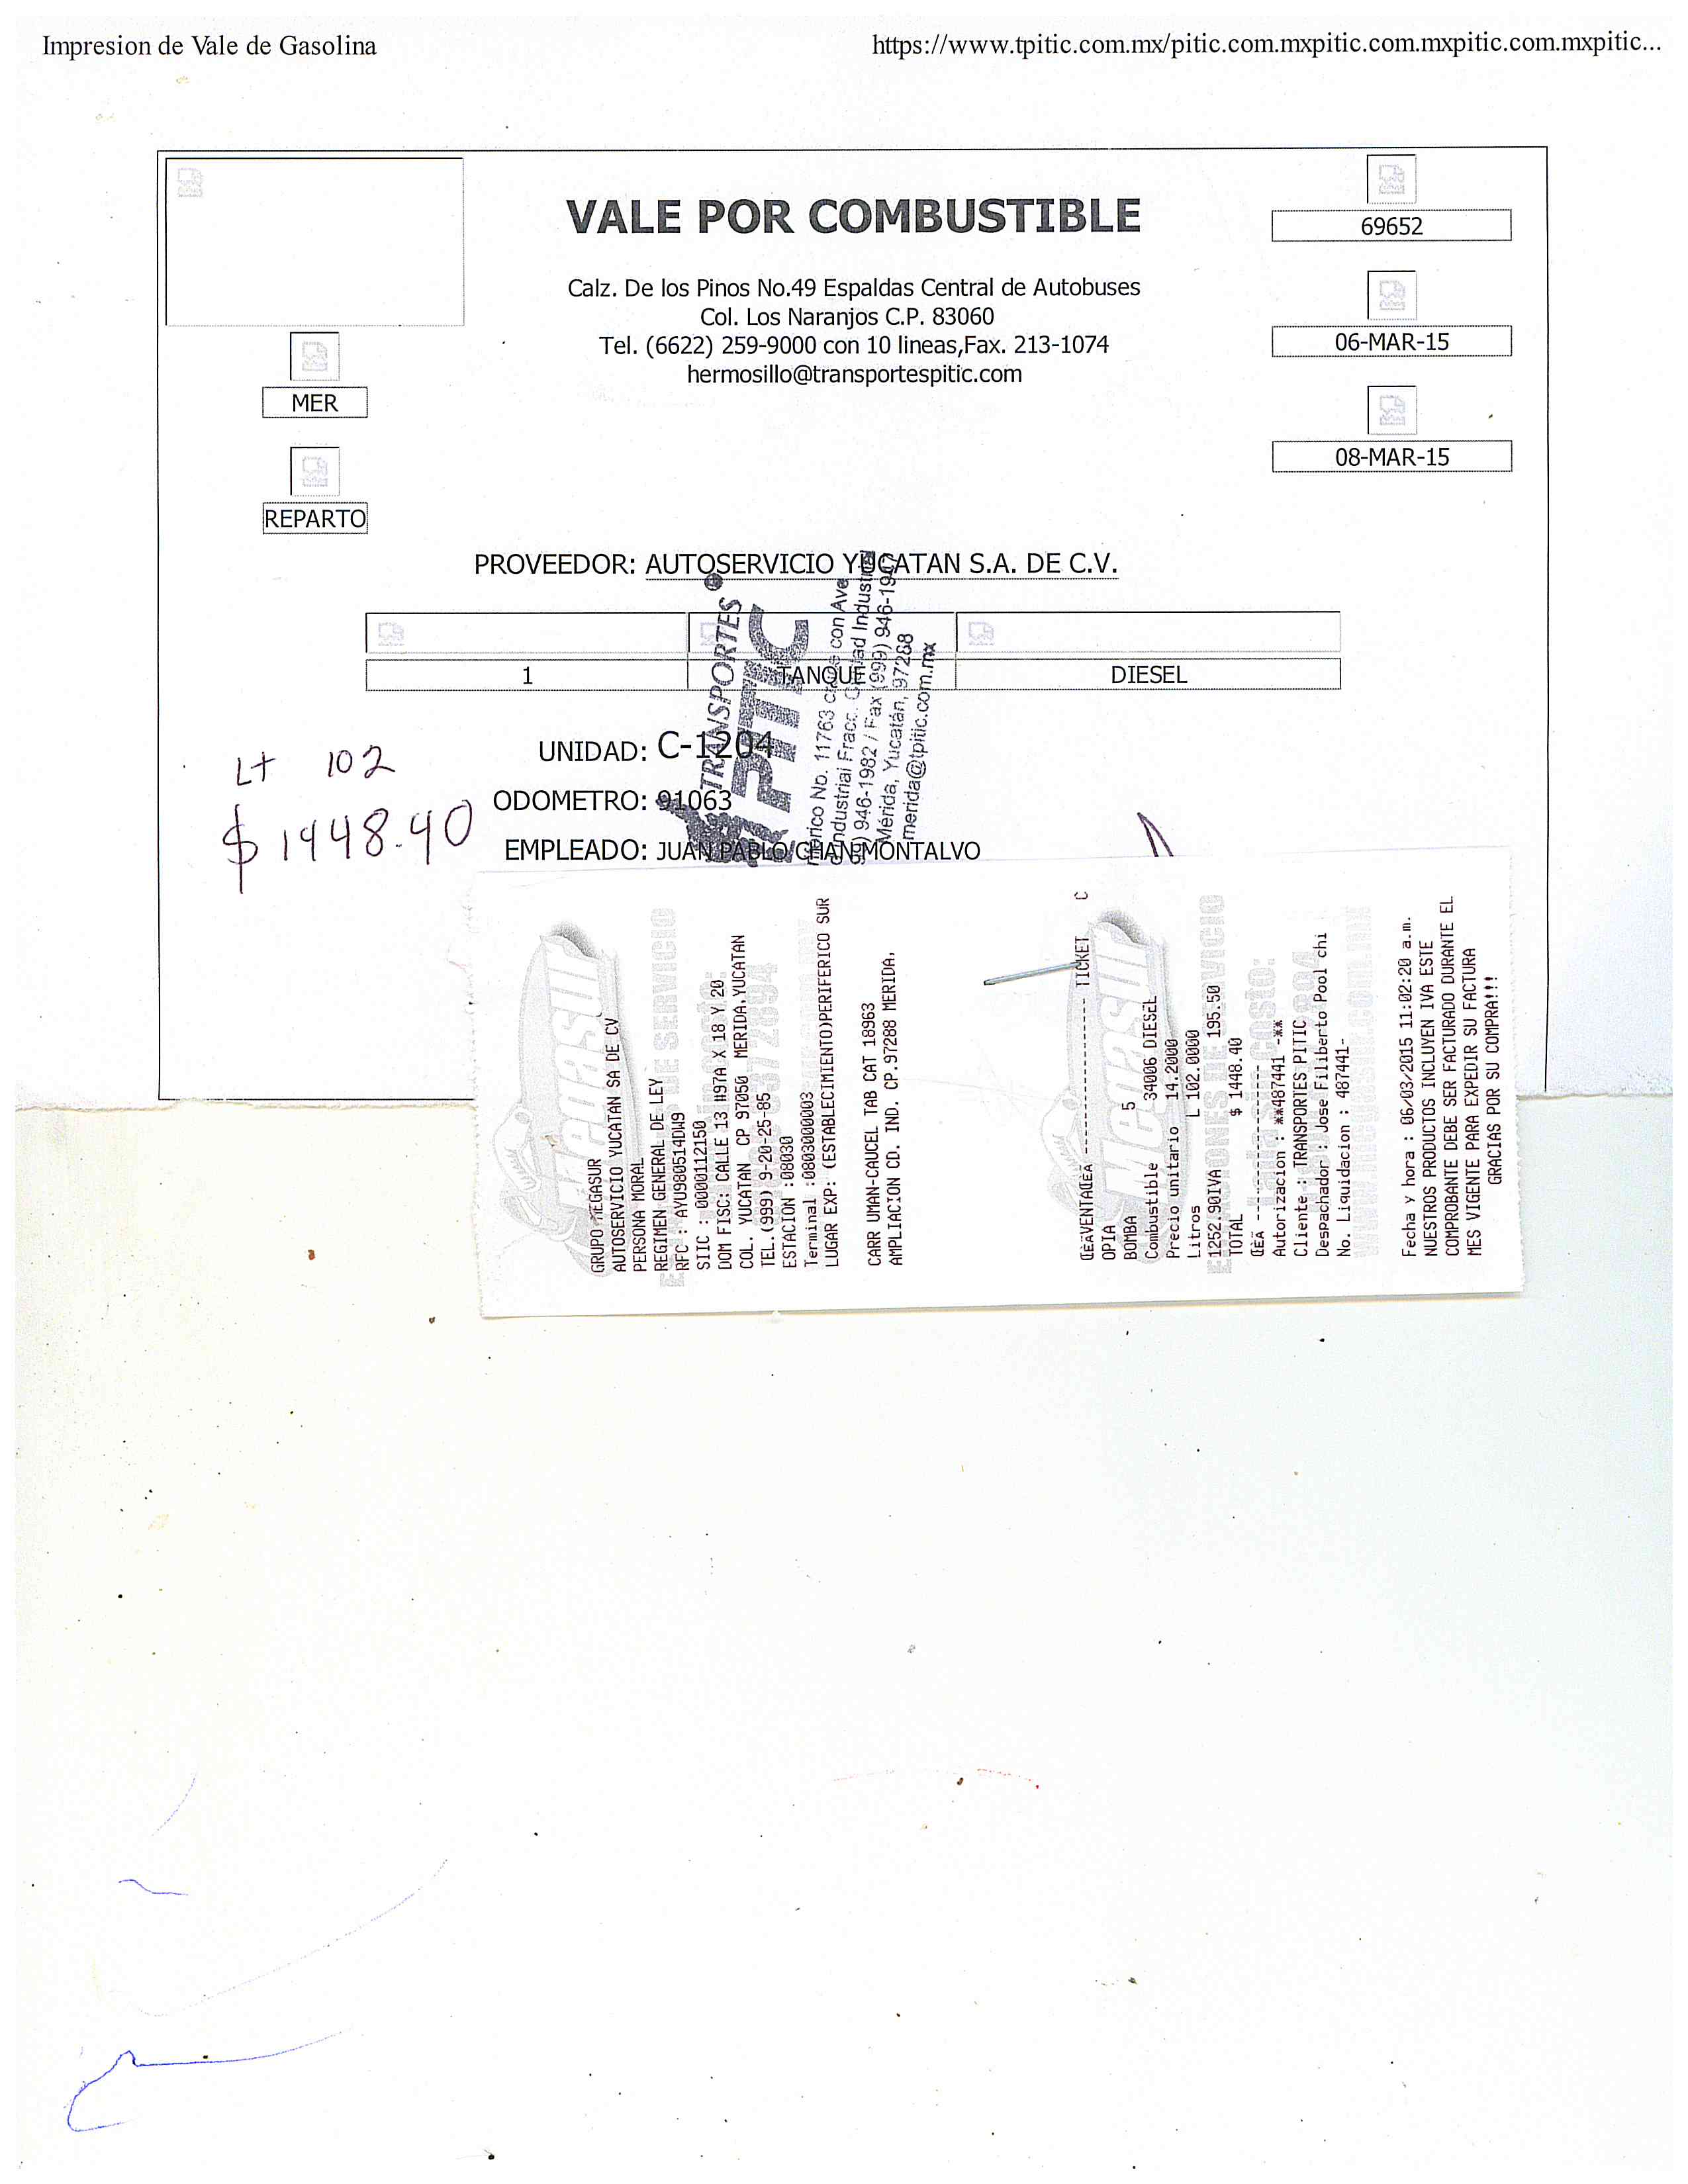 Impresion de Vale de Gasolina
https://www.tpitic.com.mx/pitic.com.mxpitic.com.mxpitic.com.mxpitic...
VALE POR COMBUSTIBLE
69652
Calz. De los Pinos No.49 Espaldas Central de Autobuses
Col. Los Naranjos C.P. 83060
Tel. (6622) 259-9000 con 10 lineas,Fax. 213-1074
hermosillo@transportespitic.com
06-MAR-15
MER
08-MAR-15
REPARTO
PROVEEDOR: AUTOSERVICIO YUCATAN S.A. DE C.V.
1
TANQUE
DIESEL
UNIDAD: C-1204
ODOMETRO: 91063
EMPLEADO: JUAN PABLO CHAN MONTALVO
Lt 102
$ 1448.40
TRANSPORTES ®
PITIC
No. 11763 con Ave
Industrial Fracc. Ciudad Industrial
946-1982 / Fax (999) 946-1947
Mérida, Yucatán, 97288
merida@tpitic.com.mx
Megasur
GRUPO MEGASUR
AUTOSERVICIO YUCATAN SA DE CV
PERSONA MORAL
REGIMEN GENERAL DE LEY
RFC : AYU980514DW9
SIIC : 0000112150
DOM FISC: CALLE 13 #97A X 18 Y 20
COL. YUCATAN CP 97050 MERIDA,YUCATAN
TEL.(999) 9-20-25-85
ESTACION :08030
Terminal :0803000003
LUGAR EXP: (ESTABLECIMIENTO)PERIFERICO SUR
CARR UMAN-CAUCEL TAB CAT 18963
AMPLIACION CD. IND. CP.97288 MERIDA,
Megasur
ŒÉÄVENTAŒÉÄ -------------------- TICKET C
OPIA
BOMBA 5
Combustible 34006 DIESEL
Precio unitario 14.2000
Litros L 102.0000
1252.90IVA 195.50
TOTAL $ 1448.40
ŒÉÄ --------------------
Autorizacion : **487441 -**
Cliente : TRANSPORTES PITIC
Despachador : Jose Filiberto Pool chi
No. Liquidacion : 487441-
Fecha y hora : 06/03/2015 11:02:20 a.m.
NUESTROS PRODUCTOS INCLUYEN IVA ESTE
COMPROBANTE DEBE SER FACTURADO DURANTE EL
MES VIGENTE PARA EXPEDIR SU FACTURA
GRACIAS POR SU COMPRA!!!